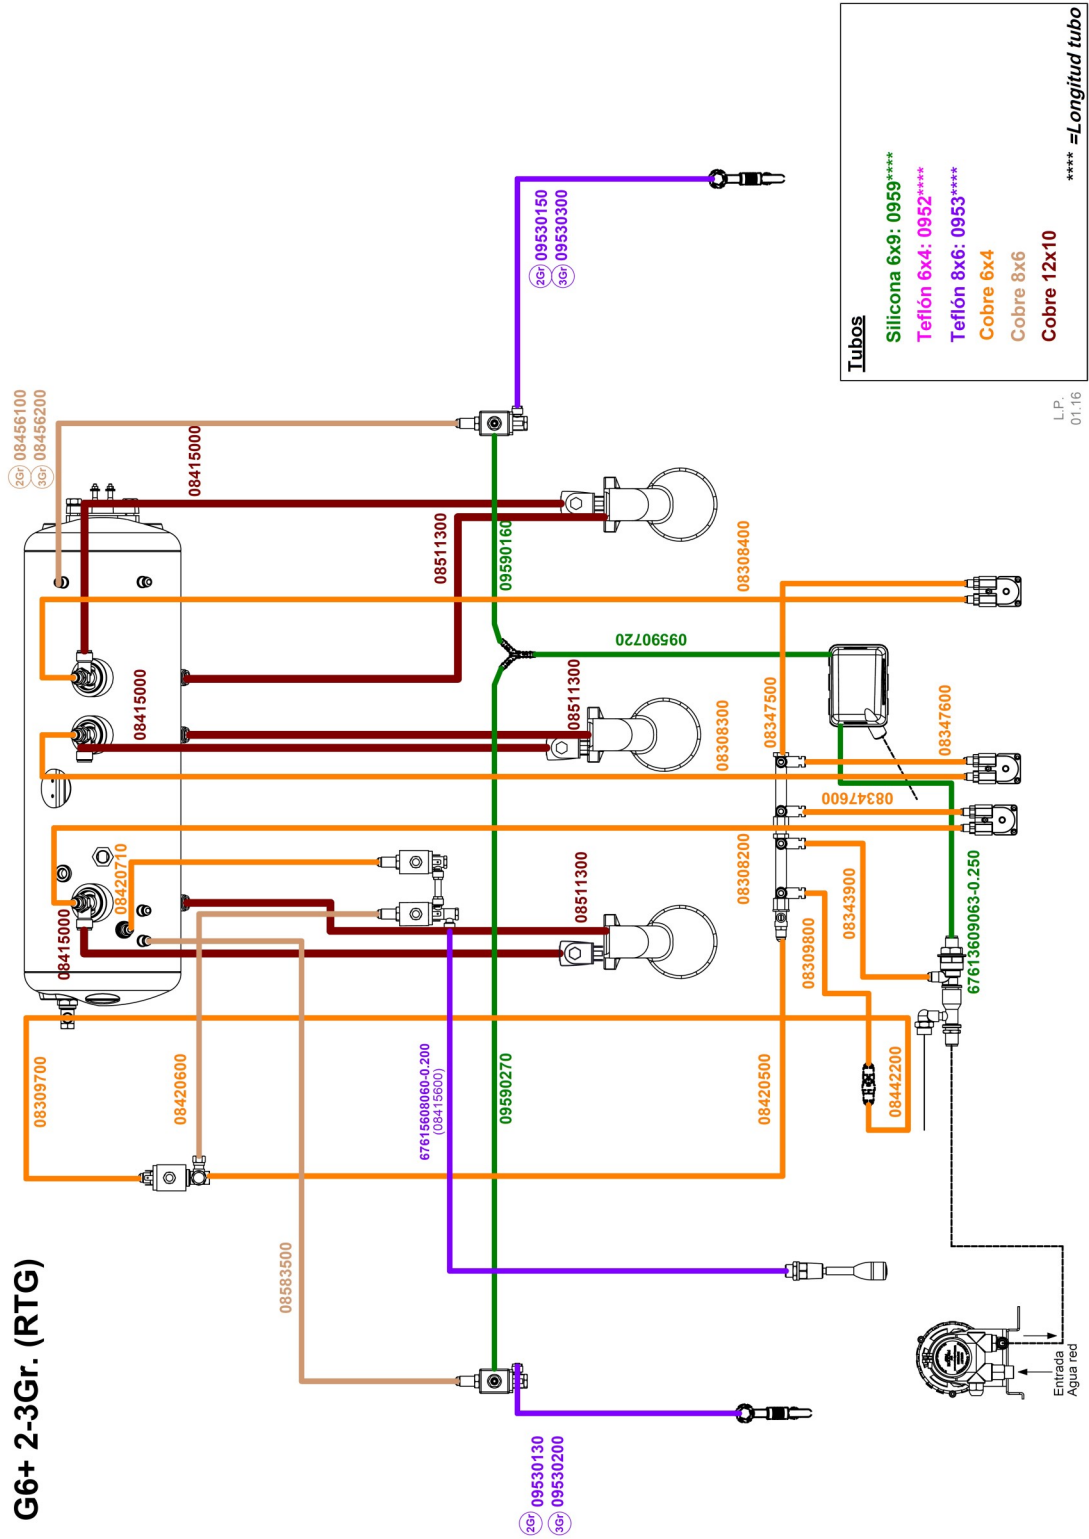 G6+ 2-3Gr. (RTG)
2Gr 08456100
3Gr 08456200
08309700
08415000
08420710
08415000
08415000
08420600
08583500
67615608060-0.200
(08415600)
08511300
09590270
09590160
2Gr 09530130
3Gr 09530200
2Gr 09530150
3Gr 09530300
08511300
08511300
09590720
08308300
08308200
08308400
08420500
08347500
08309800
08343900
08347600
08442200
08347600
67613609063-0.250
Entrada
Agua red
L.P.
01.16
Tubos
Silicona 6x9: 0959****
Teflón 6x4: 0952****
Teflón 8x6: 0953****
Cobre 6x4
Cobre 8x6
Cobre 12x10
**** =Longitud tubo